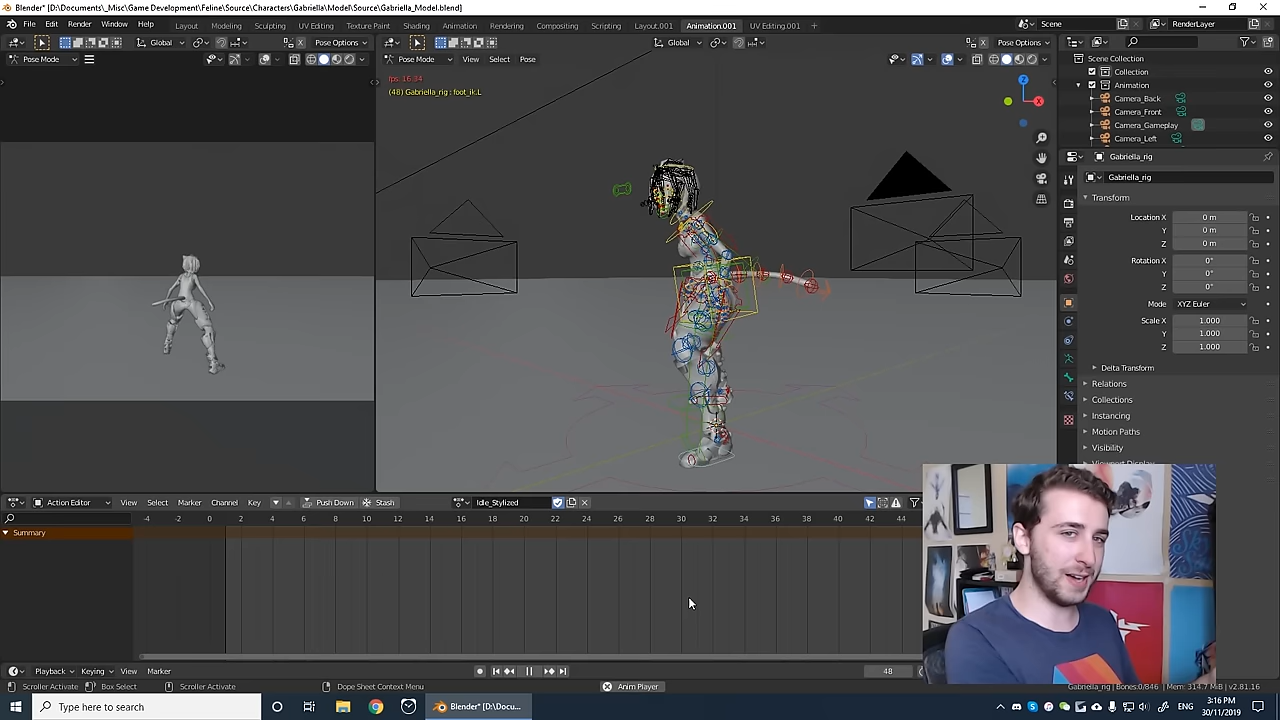 Blender* [D:\Documents\_Misc\Game Development\Feline\Source\Characters\Gabriella\Model\Source\Gabriella_Model.blend]
File Edit Render Window Help Layout Modeling Sculpting UV Editing Texture Paint Shading Animation Rendering Compositing Scripting Layout.001 Animation.001 UV Editing.001 Scene RenderLayer
Global Pose Options Global Pose Options
Pose Mode Pose Mode View Select Pose
Scene Collection
Collection
Animation
Camera_Back
Camera_Front
Camera_Gameplay
Camera_Left
fps: 16.34
(48) Gabriella_rig : foot_ik.L
Z
X
Gabriella_rig
Gabriella_rig
Transform
Location X 0 m
Y 0 m
Z 0 m
Rotation X 0°
Y 0°
Z 0°
Mode XYZ Euler
Scale X 1.000
Y 1.000
Z 1.000
Delta Transform
Relations
Collections
Instancing
Motion Paths
Visibility
Viewport Display
Action Editor View Select Marker Channel Key Push Down Stash Idle_Stylized
-4 -2 0 2 4 6 8 10 12 14 16 18 20 22 24 26 28 30 32 34 36 38 40 42 44
Summary
Playback Keying View Marker 48
Scroller Activate Box Select Scroller Activate Dope Sheet Context Menu Anim Player Gabriella_rig | Bones:0/846 | Mem: 314.7 MiB | v2.81.16
Type here to search Blender* [D:\Docu... 3:16 PM
30/11/2019